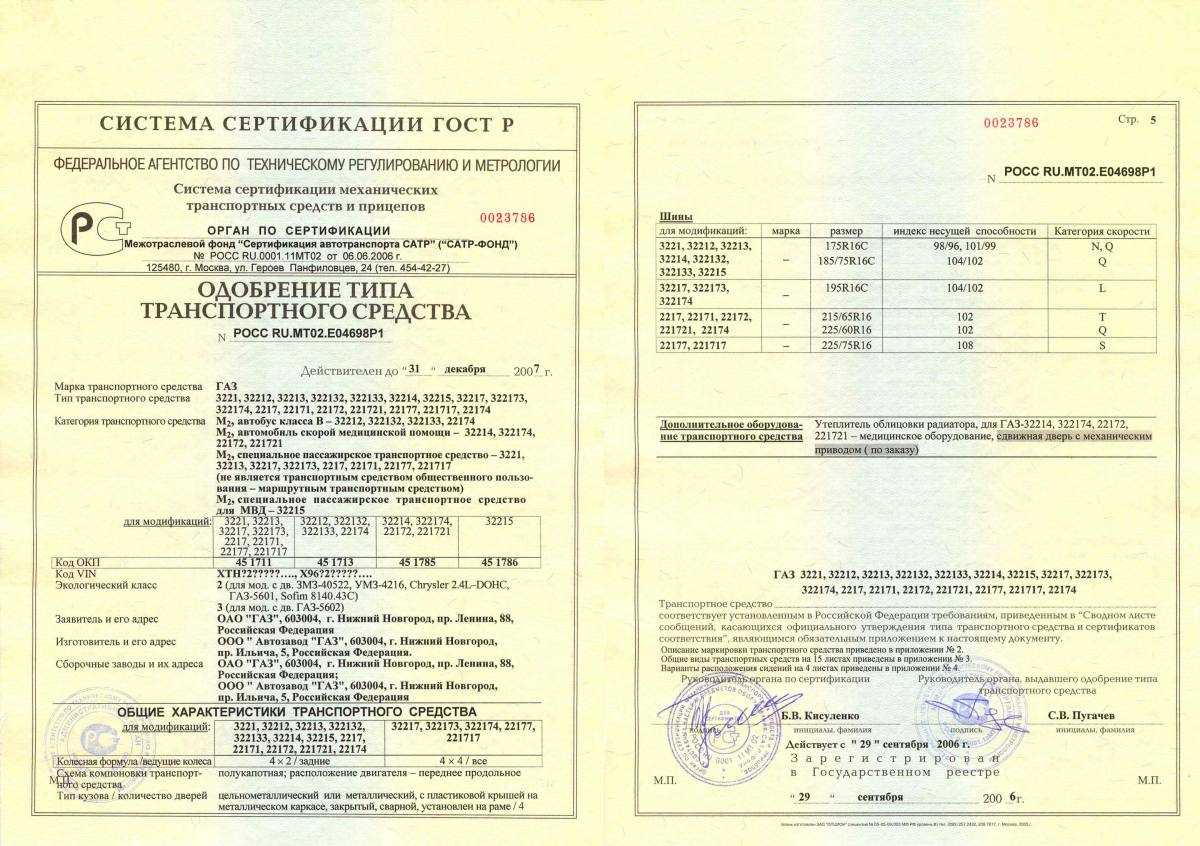 СИСТЕМА СЕРТИФИКАЦИИ ГОСТ Р
ФЕДЕРАЛЬНОЕ АГЕНТСТВО ПО ТЕХНИЧЕСКОМУ РЕГУЛИРОВАНИЮ И МЕТРОЛОГИИ
Система сертификации механических
транспортных средств и прицепов
0023786
ОРГАН ПО СЕРТИФИКАЦИИ
Межотраслевой фонд "Сертификация автотранспорта САТР" ("САТР-ФОНД")
№ РОСС RU.0001.11МТ02 от 06.06.2006 г.
125480, г. Москва, ул. Героев Панфиловцев, 24 (тел. 454-42-27)
ОДОБРЕНИЕ ТИПА
ТРАНСПОРТНОГО СРЕДСТВА
N РОСС RU.МТ02.Е04698Р1
Действителен до "31" декабря 2007 г.
Марка транспортного средства ГАЗ
Тип транспортного средства 3221, 32212, 32213, 322132, 322133, 32214, 32215, 32217, 322173,
322174, 2217, 22171, 22172, 221721, 22177, 221717, 22174
Категория транспортного средства М2, автобус класса В – 32212, 322132, 322133, 22174
М2, автомобиль скорой медицинской помощи – 32214, 322174,
22172, 221721
М2, специальное пассажирское транспортное средство – 3221,
32213, 32217, 322173, 2217, 22171, 22177, 221717
(не является транспортным средством общественного пользо-
вания – маршрутным транспортным средством)
М2, специальное пассажирское транспортное средство
для МВД – 32215
для модификаций: 3221, 32213, 32212, 322132, 32214, 322174, 32215
32217, 322173, 322133, 22174 22172, 221721
2217, 22171,
22177, 221717
Код ОКП 45 1711 45 1713 45 1785 45 1786
Код VIN ХТН?2?????…., Х96?2?????….
Экологический класс 2 (для мод. с дв. ЗМЗ-40522, УМЗ-4216, Chrysler 2.4L–DOHC,
ГАЗ-5601, Sofim 8140.43С)
3 (для мод. с дв. ГАЗ-5602)
Заявитель и его адрес ОАО "ГАЗ", 603004, г. Нижний Новгород, пр. Ленина, 88,
Российская Федерация
Изготовитель и его адрес ООО " Автозавод "ГАЗ", 603004, г. Нижний Новгород,
пр. Ильича, 5, Российская Федерация.
Сборочные заводы и их адреса ОАО "ГАЗ", 603004, г. Нижний Новгород, пр. Ленина, 88,
Российская Федерация;
ООО " Автозавод "ГАЗ", 603004, г. Нижний Новгород,
пр. Ильича, 5, Российская Федерация
ОБЩИЕ ХАРАКТЕРИСТИКИ ТРАНСПОРТНОГО СРЕДСТВА
для модификаций: 3221, 32212, 32213, 322132, 32217, 322173, 322174, 22177,
322133, 32214, 32215, 2217, 221717
22171, 22172, 221721, 22174
Колесная формула /ведущие колеса 4 × 2 / задние 4 × 4 / все
Схема компоновки транспорт- полукапотная; расположение двигателя – переднее продольное
ного средства
М.П.
Тип кузова / количество дверей цельнометаллический или металлический, с пластиковой крышей на
металлическом каркасе, закрытый, сварной, установлен на раме / 4
0023786 Стр. 5
N РОСС RU.МТ02.Е04698Р1
Шины
для модификаций: марка размер индекс несущей способности Категория скорости
3221, 32212, 32213, 175R16C 98/96, 101/99 N, Q
32214, 322132, – 185/75R16C 104/102 Q
322133, 32215
32217, 322173, – 195R16C 104/102 L
322174
2217, 22171, 22172, – 215/65R16 102 T
221721, 22174 225/60R16 102 Q
22177, 221717 – 225/75R16 108 S
Дополнительное оборудова- Утеплитель облицовки радиатора, для ГАЗ-32214, 322174, 22172,
ние транспортного средства 221721 – медицинское оборудование, сдвижная дверь с механическим
приводом ( по заказу)
ГАЗ 3221, 32212, 32213, 322132, 322133, 32214, 32215, 32217, 322173,
322174, 2217, 22171, 22172, 221721, 22177, 221717, 22174
Транспортное средство
соответствует установленным в Российской Федерации требованиям, приведенным в "Сводном листе
сообщений, касающихся официального утверждения типа транспортного средства и сертификатов
соответствия", являющимся обязательным приложением к настоящему документу.
Описание маркировки транспортного средства приведено в приложении № 2.
Общие виды транспортных средств на 15 листах приведены в приложении № 3.
Варианты расположения сидений на 4 листах приведены в приложении № 4.
Руководитель органа по сертификации Руководитель органа, выдавшего одобрение типа
транспортного средства
Б.В. Кисуленко С.В. Пугачев
подпись инициалы, фамилия подпись инициалы, фамилия
Действует с " 29 " сентября 2006 г.
Зарегистрирован
М.П. в Государственном реестре М.П.
" 29 " сентября 2006г.